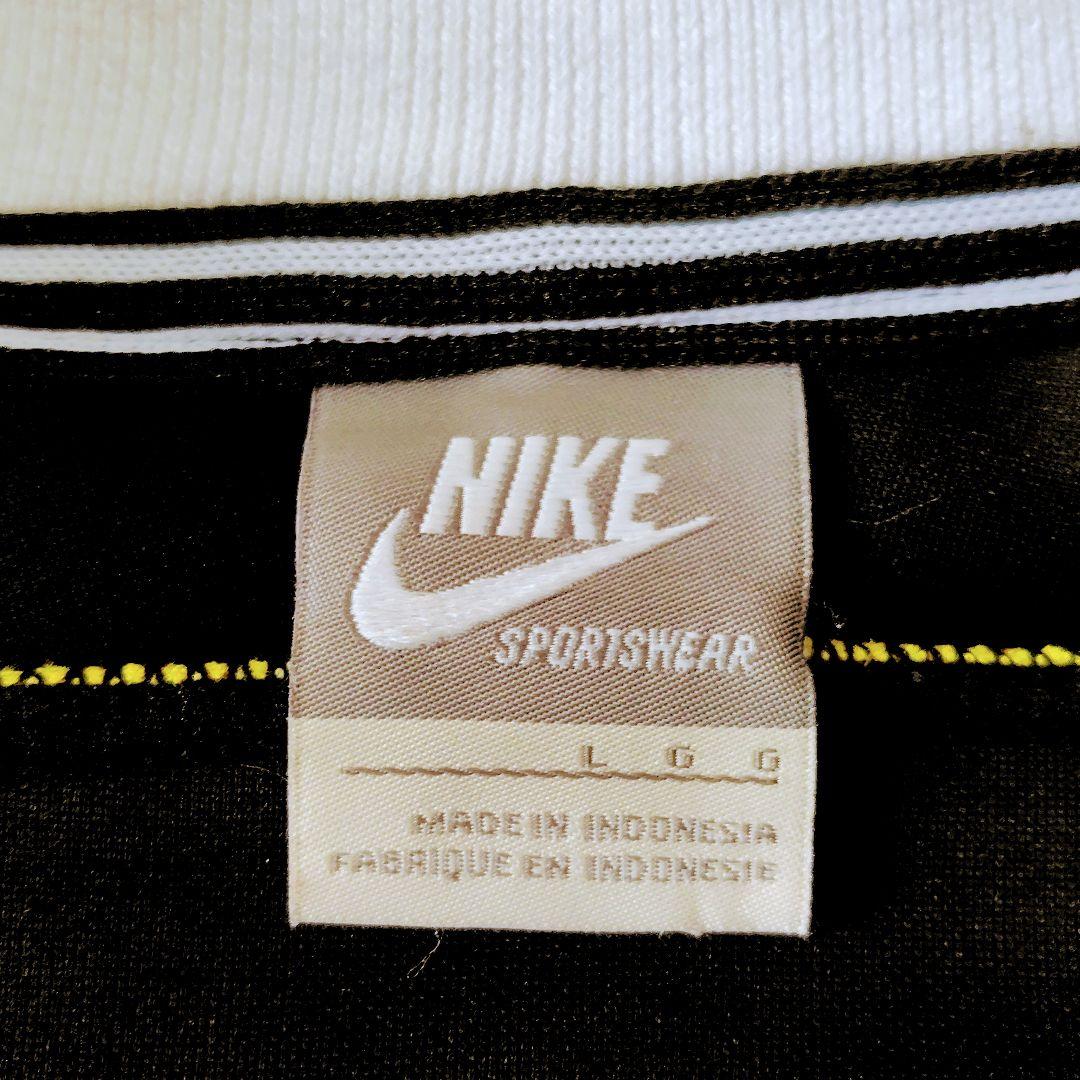 NIKE
SPORTSWEAR
L G G
MADE IN INDONESIA
FABRIQUE EN INDONESIE